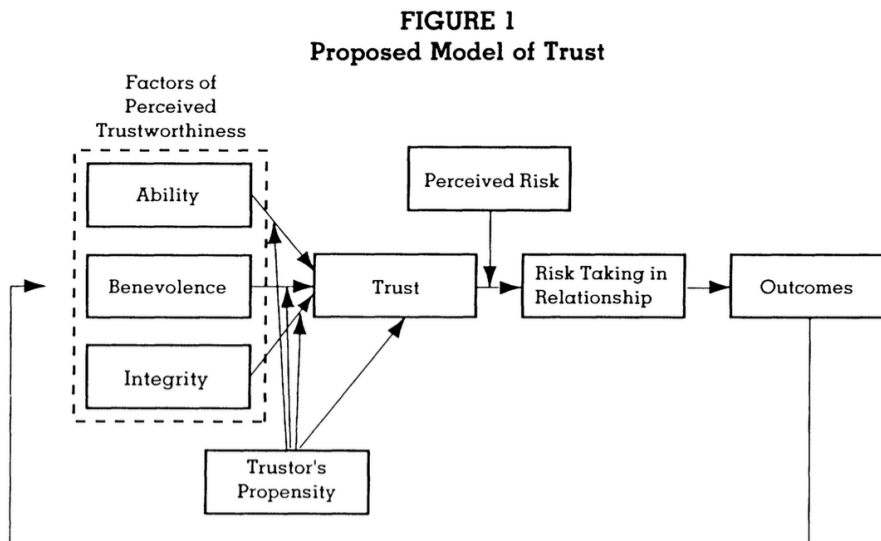 FIGURE 1
Proposed Model of Trust
Factors of
Perceived
Trustworthiness
Ability
Benevolence
Integrity
Perceived Risk
Trust
Risk Taking in
Relationship
Outcomes
Trustor's
Propensity